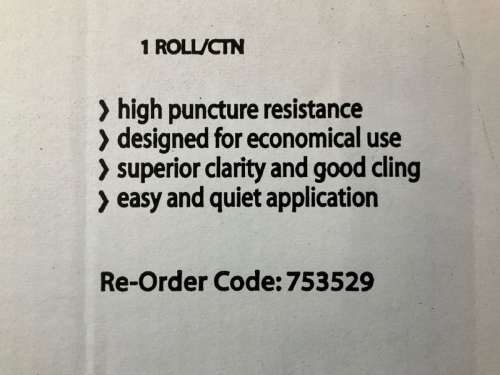 1 ROLL/CTN
❯ high puncture resistance
❯ designed for economical use
❯ superior clarity and good cling
❯ easy and quiet application
Re-Order Code: 753529